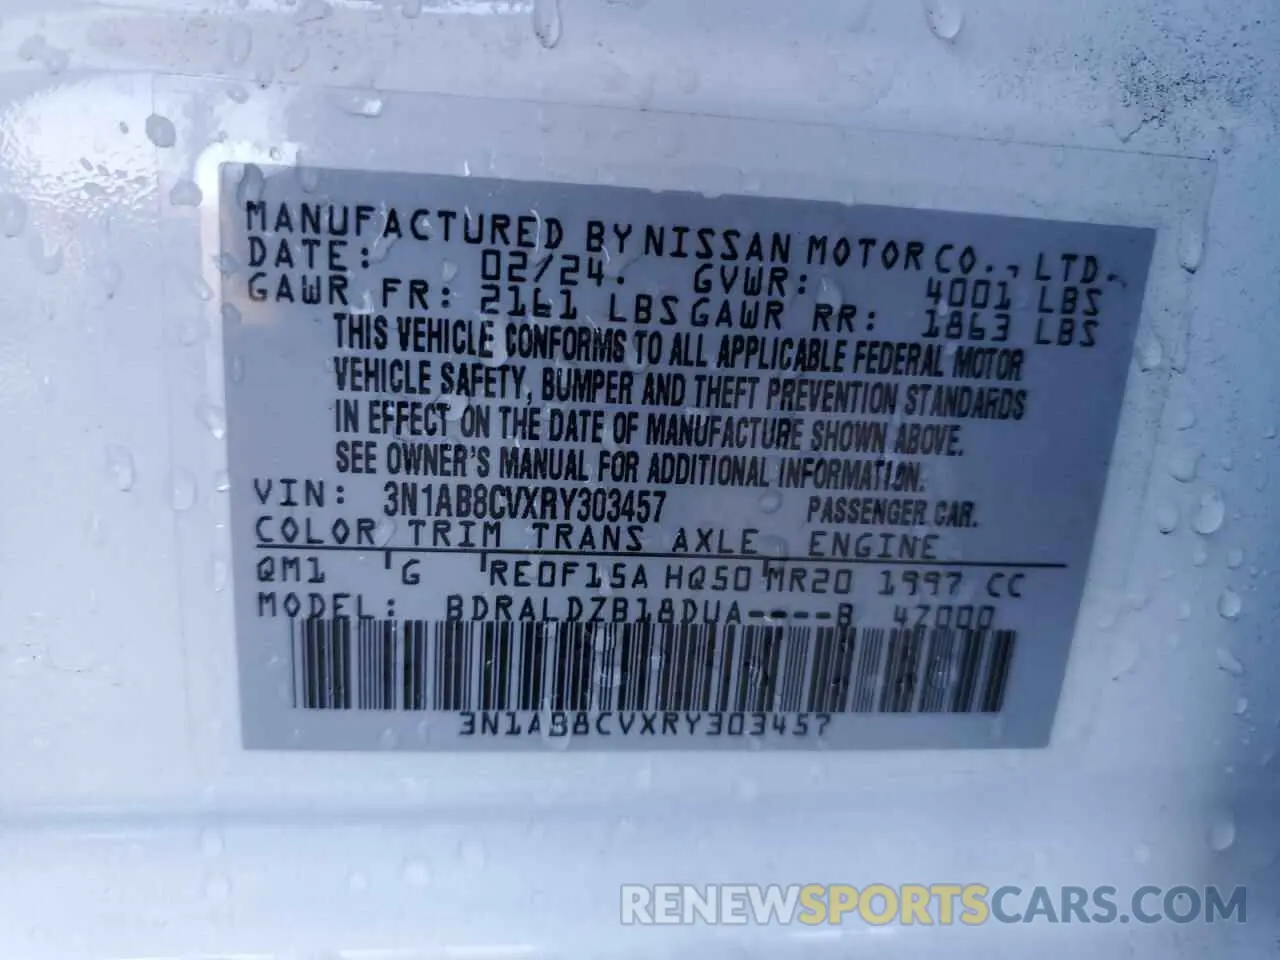 MANUFACTURED BY NISSAN MOTOR CO., LTD.
DATE: 02/24. GVWR: 4001 LBS
GAWR FR: 2161 LBS GAWR RR: 1863 LBS
THIS VEHICLE CONFORMS TO ALL APPLICABLE FEDERAL MOTOR
VEHICLE SAFETY, BUMPER AND THEFT PREVENTION STANDARDS
IN EFFECT ON THE DATE OF MANUFACTURE SHOWN ABOVE.
SEE OWNER'S MANUAL FOR ADDITIONAL INFORMATION.
VIN: 3N1AB8CVXRY303457 PASSENGER CAR.
COLOR TRIM TRANS AXLE ENGINE
QM1 G RE0F15A HQ50 MR20 1997 CC
MODEL: BDRALDZB18DUA----B 47000
3N1AB8CVXRY303457
RENEWSPORTSCARS.COM